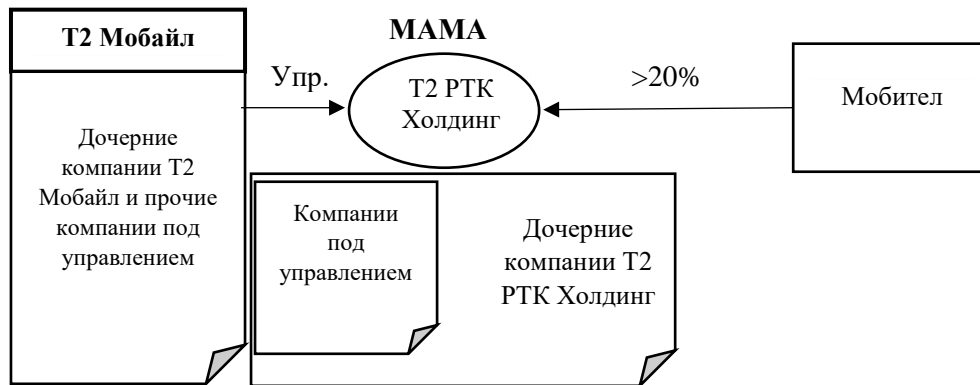 Т2 Мобайл
МАМА
Упр.
Т2 РТК
Холдинг
>20%
Мобител
Дочерние
компании Т2
Мобайл и прочие
компании под
управлением
Компании
под
управлением
Дочерние
компании Т2
РТК Холдинг